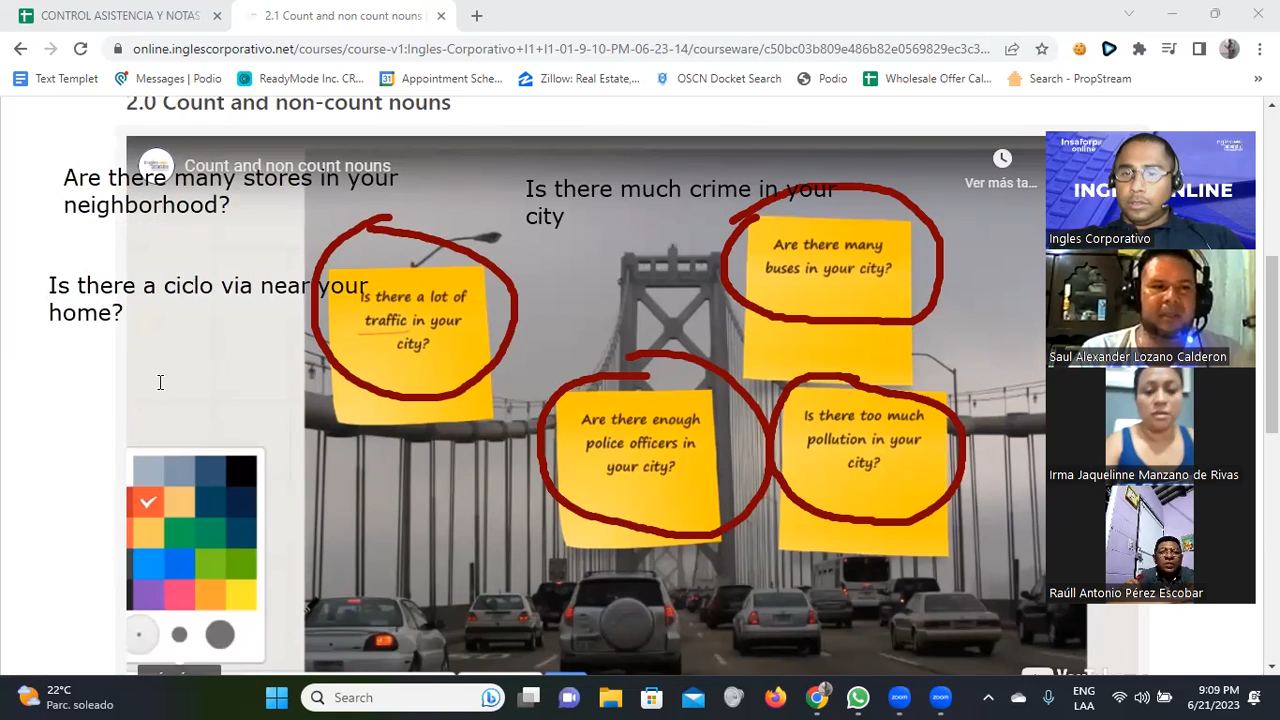 CONTROL ASISTENCIA Y NOTAS
2.1 Count and non count nouns |
online.inglescorporativo.net/courses/course-v1:Ingles-Corporativo+I1+I1-01-9-10-PM-06-23-14/courseware/c50bc03b809e486b82e0569829ec3c3...
Text Templet
Messages | Podio
ReadyMode Inc. CR...
Appointment Sche...
Zillow: Real Estate,...
OSCN Docket Search
Podio
Wholesale Offer Cal...
Search - PropStream
2.0 Count and non-count nouns
Count and non count nouns
Ver más ta...
Are there many stores in your
neighborhood?
Is there much crime in your
city
Is there a ciclo via near your
home?
Is there a lot of
traffic in your
city?
Are there many
buses in your city?
Are there enough
police officers in
your city?
Is there too much
pollution in your
city?
Ingles Corporativo
Saul Alexander Lozano Calderon
Irma Jaquelinne Manzano de Rivas
Raúll Antonio Pérez Escobar
22°C
Parc. soleado
Search
ENG
LAA
9:09 PM
6/21/2023